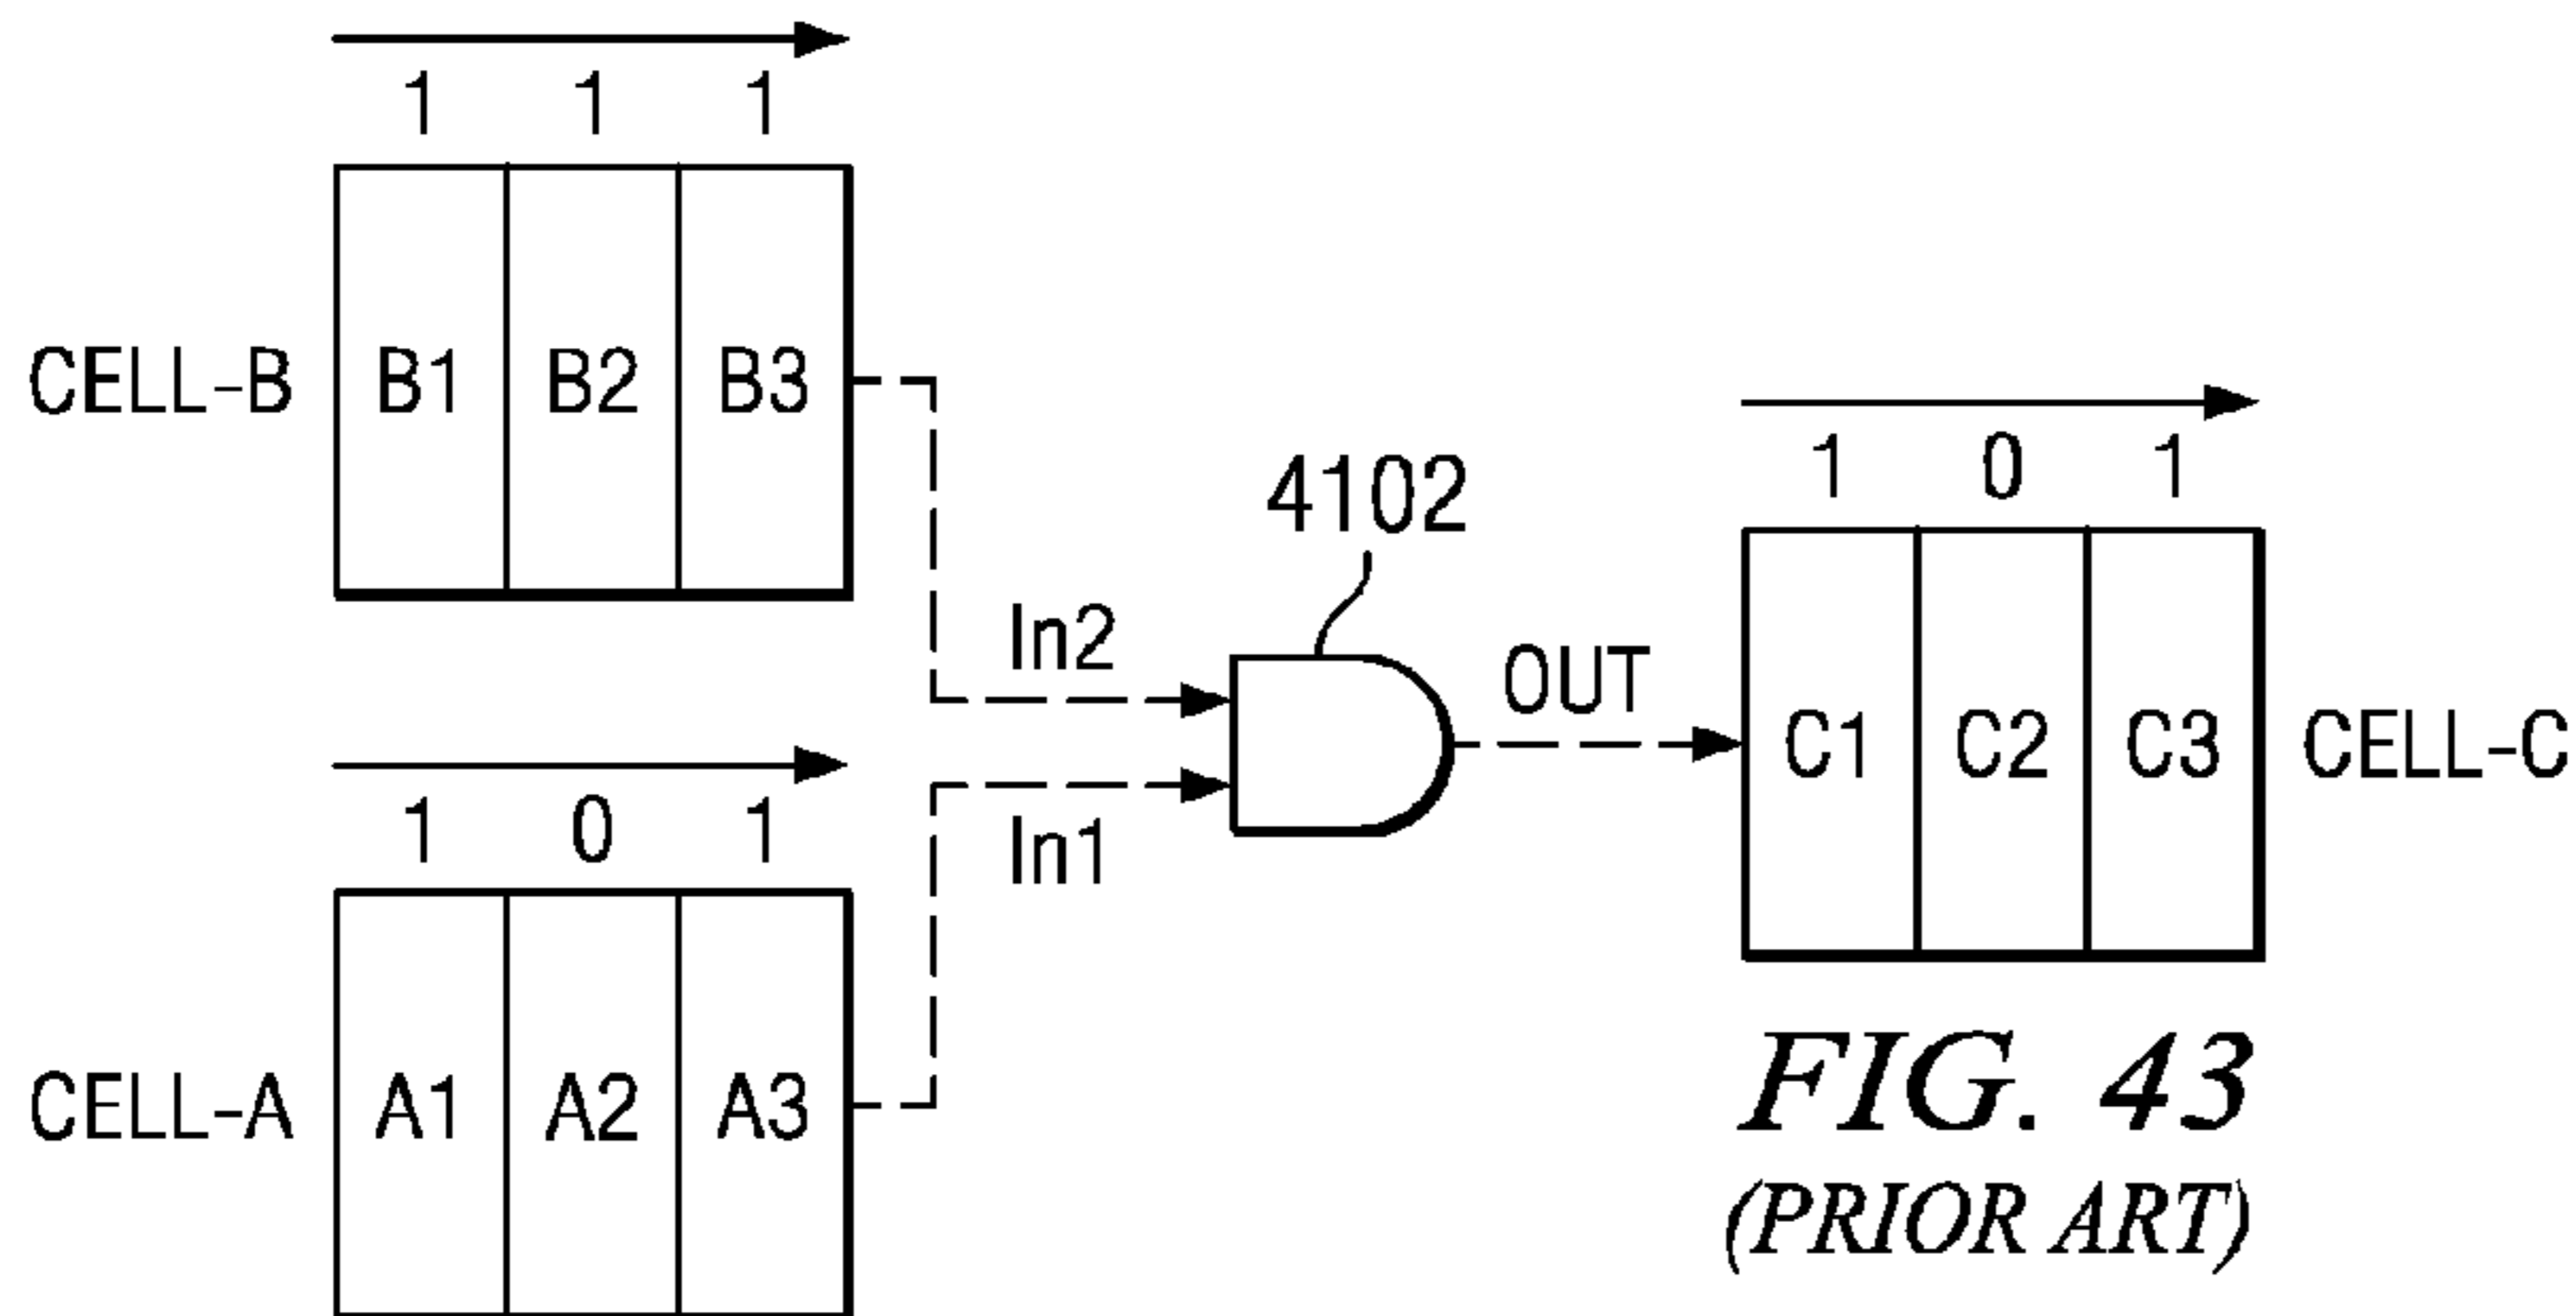 1 1 1
CELL-B B1 B2 B3
In2
4102
OUT
1 0 1
C1 C2 C3 CELL-C
1 0 1
In1
CELL-A A1 A2 A3
FIG. 43
(PRIOR ART)